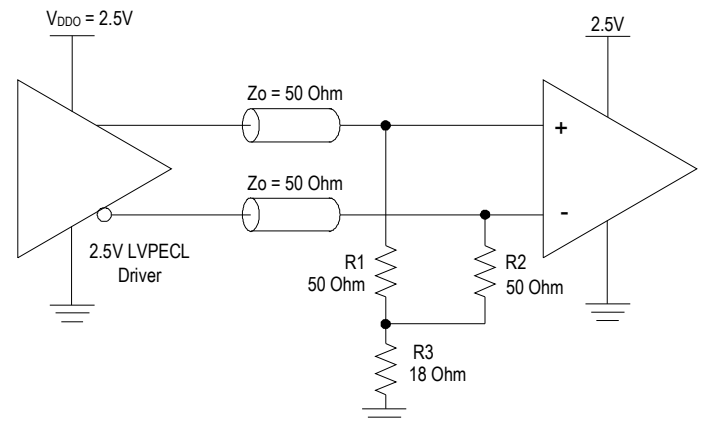 V_DDO = 2.5V
2.5V
Zo = 50 Ohm
+
Zo = 50 Ohm
-
2.5V LVPECL
Driver
R1
50 Ohm
R2
50 Ohm
R3
18 Ohm